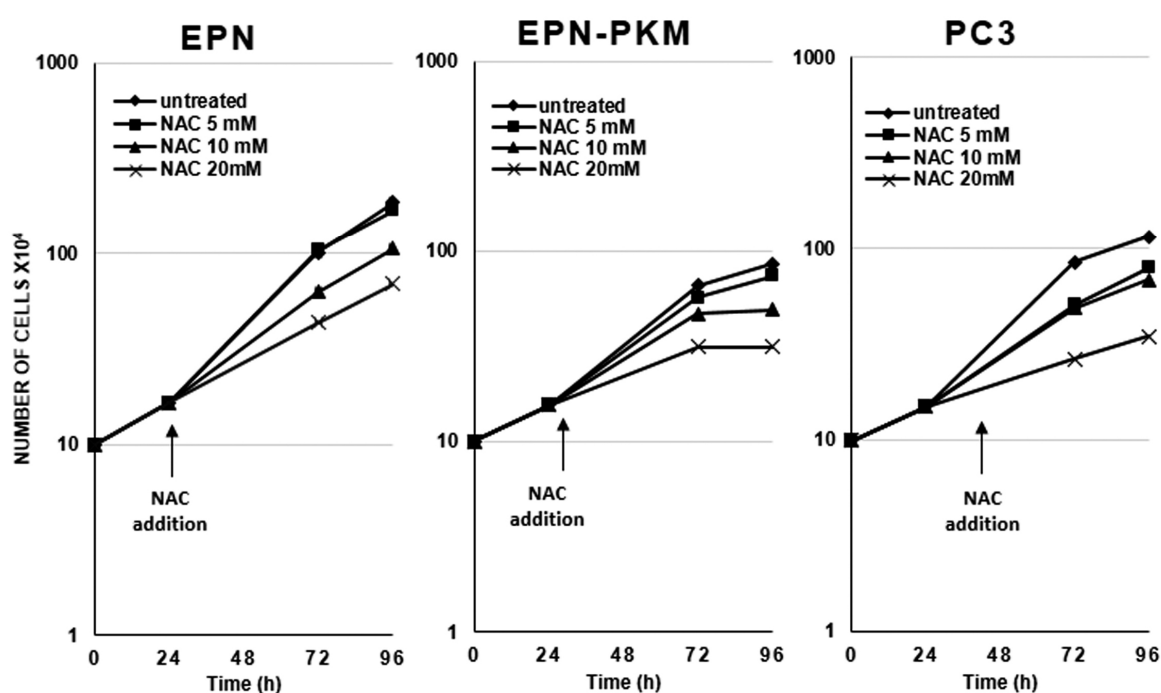 EPN
EPN-PKM
PC3
NUMBER OF CELLS X10⁴
1000
100
10
1
untreated
NAC 5 mM
NAC 10 mM
NAC 20mM
NAC
addition
0 24 48 72 96
Time (h)
1000
100
10
1
untreated
NAC 5 mM
NAC 10 mM
NAC 20mM
NAC
addition
0 24 48 72 96
Time (h)
1000
100
10
1
untreated
NAC 5 mM
NAC 10 mM
NAC 20mM
NAC
addition
0 24 48 72 96
Time (h)